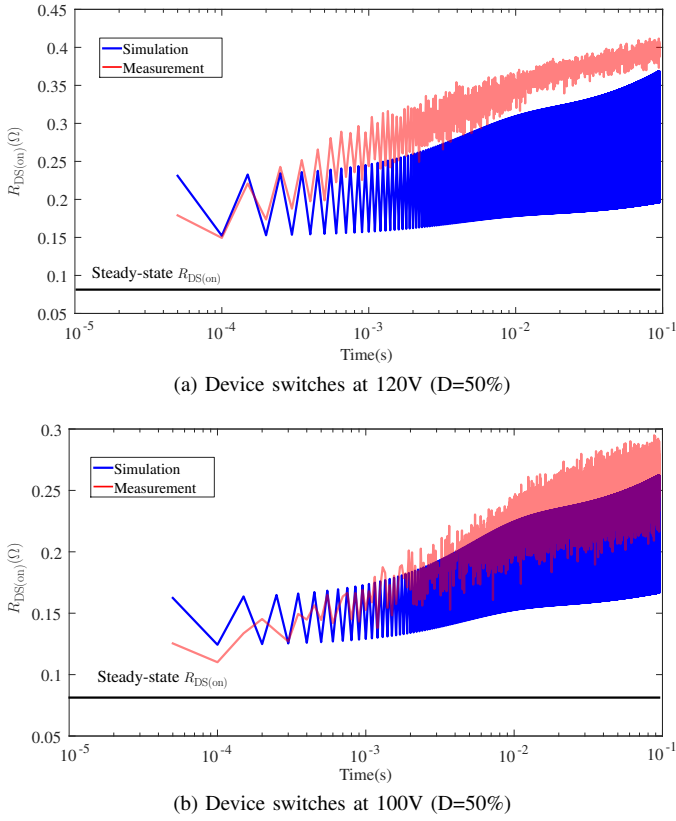 0.45
0.4
0.35
0.3
0.25
0.2
0.15
0.1
0.05
R_DS(on)(Ω)
Simulation
Measurement
Steady-state R_DS(on)
10^-5 10^-4 10^-3 10^-2 10^-1
Time(s)
(a) Device switches at 120V (D=50%)
0.3
0.25
0.2
0.15
0.1
0.05
R_DS(on)(Ω)
Simulation
Measurement
Steady-state R_DS(on)
10^-5 10^-4 10^-3 10^-2 10^-1
Time(s)
(b) Device switches at 100V (D=50%)